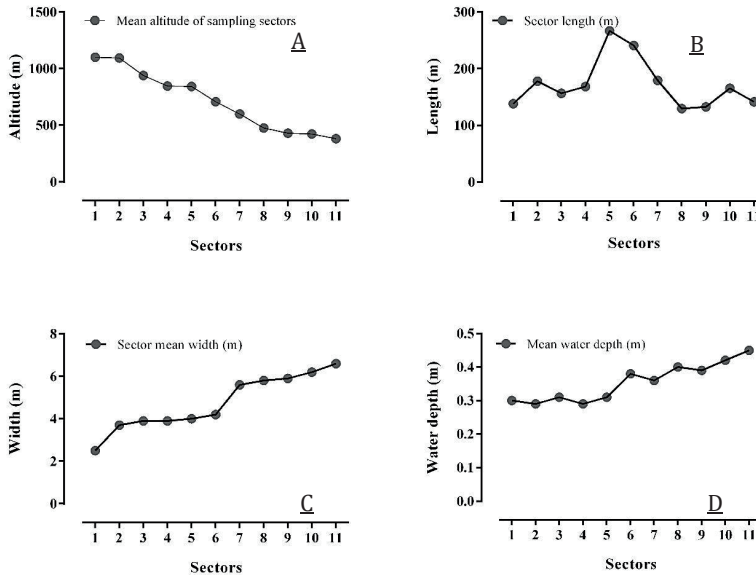 1500
Mean altitude of sampling sectors
A
1000
500
0
Altitude (m)
1 2 3 4 5 6 7 8 9 10 11
Sectors
300
Sector length (m)
B
200
100
0
Length (m)
1 2 3 4 5 6 7 8 9 10 11
Sectors
8
Sector mean width (m)
6
4
2
0
Width (m)
C
1 2 3 4 5 6 7 8 9 10 11
Sectors
0.5
Mean water depth (m)
0.4
0.3
0.2
0.1
0.0
Water depth (m)
D
1 2 3 4 5 6 7 8 9 10 11
Sectors